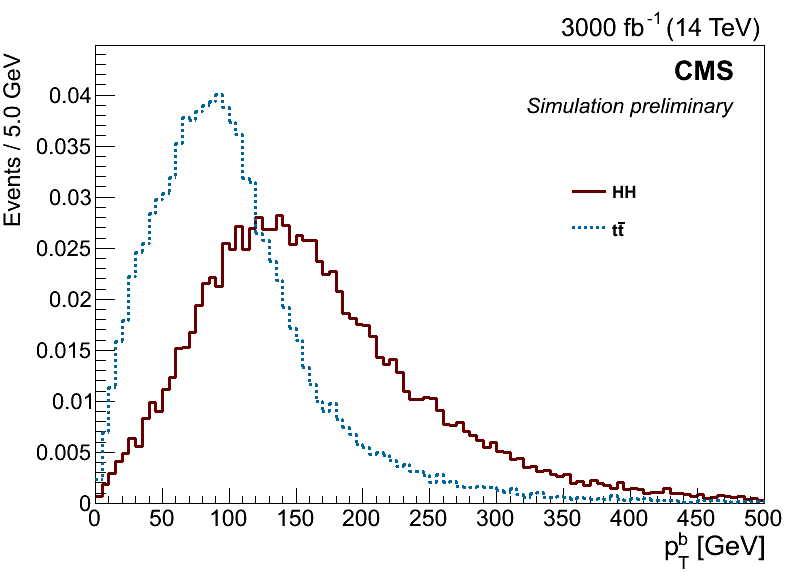 3000 fb⁻¹ (14 TeV)
CMS
Simulation preliminary
HH
tt̄
Events / 5.0 GeV
0.04
0.035
0.03
0.025
0.02
0.015
0.01
0.005
0
0 50 100 150 200 250 300 350 400 450 500
p_T^b [GeV]